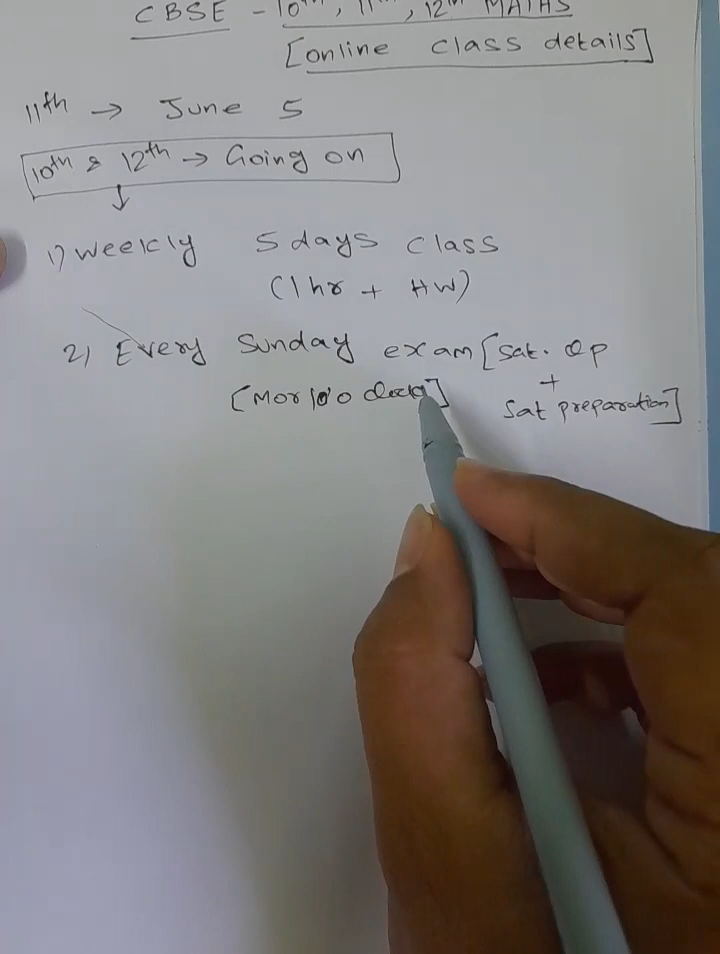 CBSE - 10th, 11th, 12th MATHS
[online class details]
11th → June 5
10th & 12th → Going on
↓
1) weekly 5 days class
(1 hr + HW)
2) Every Sunday exam [Sat. QP
+
Sat preparation]
[Mor 10'o clock]